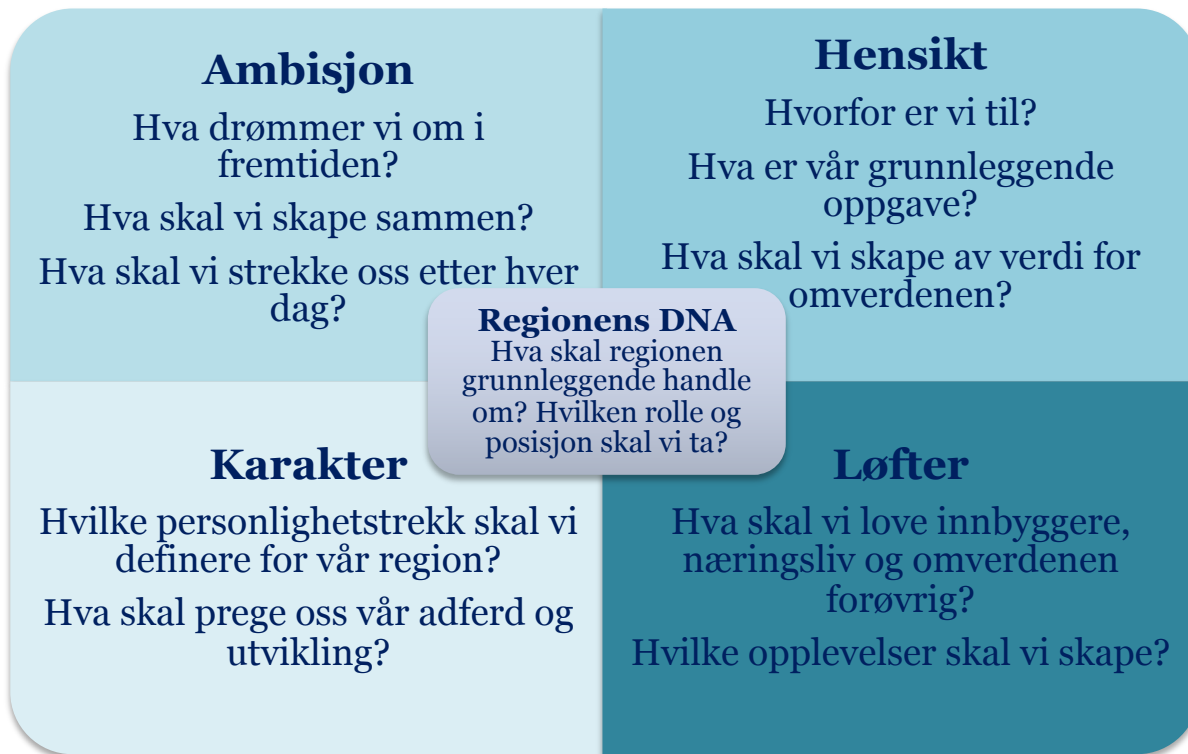 Ambisjon
Hva drømmer vi om i
fremtiden?
Hva skal vi skape sammen?
Hva skal vi strekke oss etter hver
dag?
Hensikt
Hvorfor er vi til?
Hva er vår grunnleggende
oppgave?
Hva skal vi skape av verdi for
omverdenen?
Regionens DNA
Hva skal regionen
grunnleggende handle
om? Hvilken rolle og
posisjon skal vi ta?
Karakter
Hvilke personlighetstrekk skal vi
definere for vår region?
Hva skal prege oss vår adferd og
utvikling?
Løfter
Hva skal vi love innbyggere,
næringsliv og omverdenen
forøvrig?
Hvilke opplevelser skal vi skape?